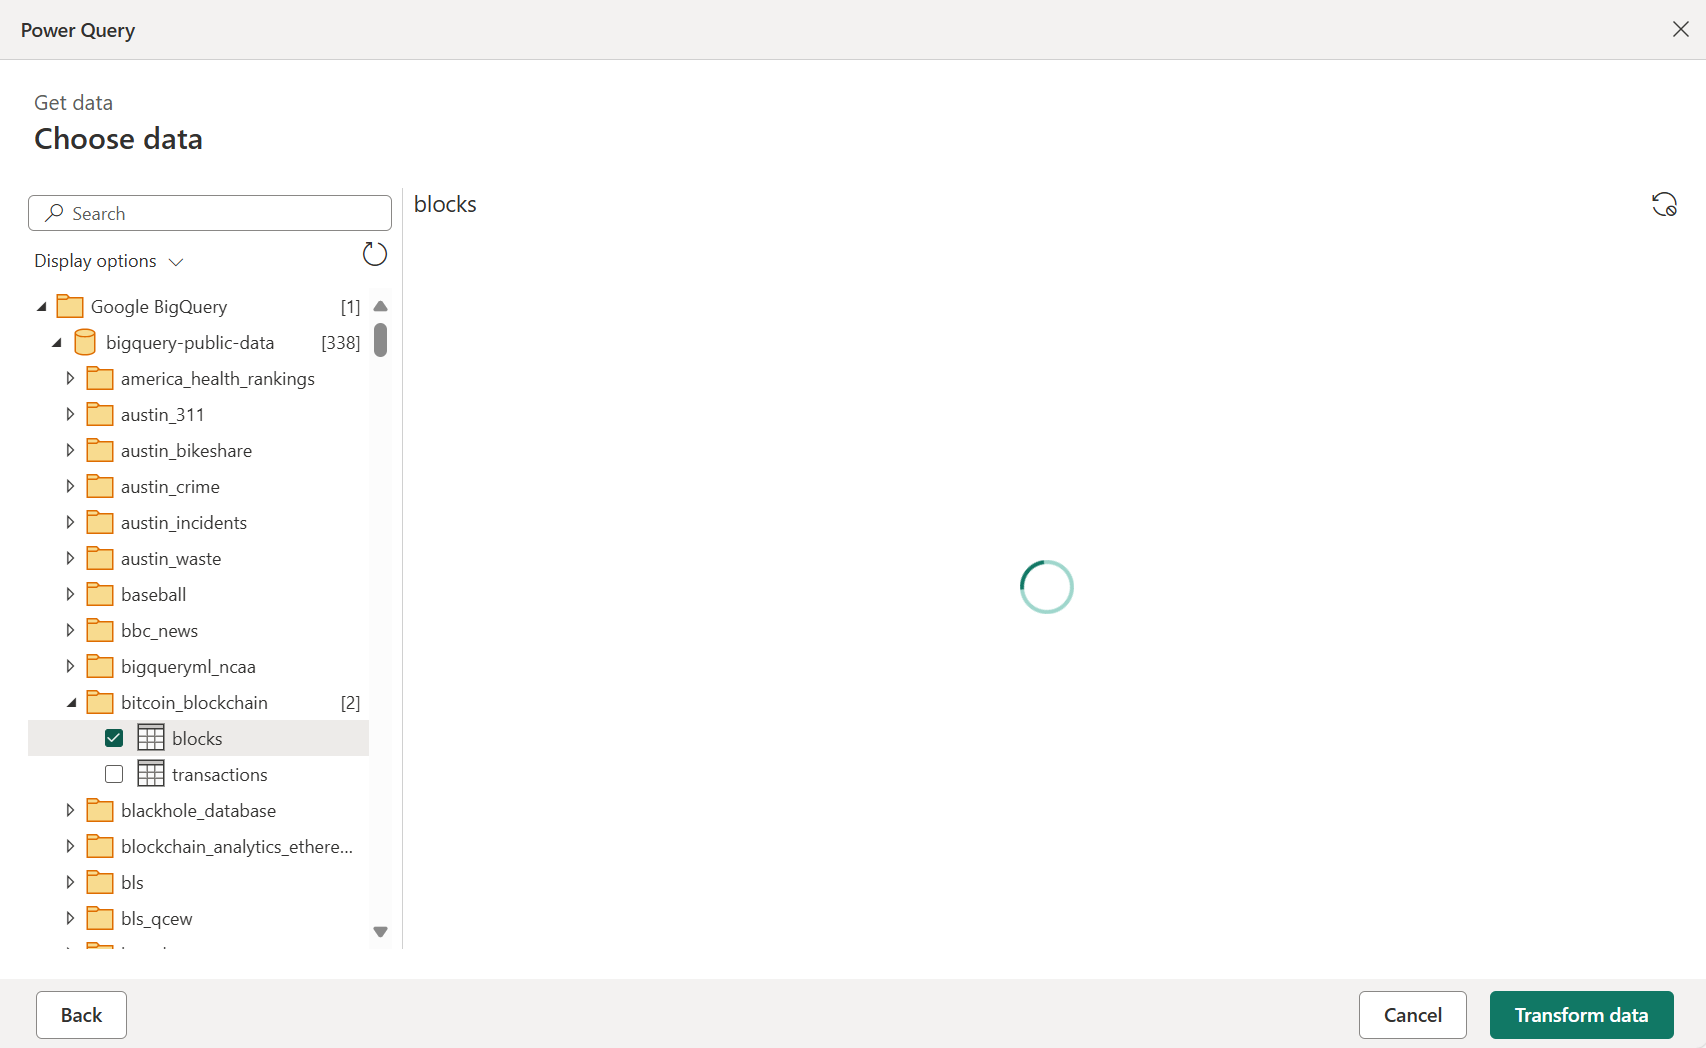 Power Query
Get data
Choose data
Search
Display options
Google BigQuery [1]
bigquery-public-data [338]
america_health_rankings
austin_311
austin_bikeshare
austin_crime
austin_incidents
austin_waste
baseball
bbc_news
bigqueryml_ncaa
bitcoin_blockchain [2]
blocks
transactions
blackhole_database
blockchain_analytics_ethere...
bls
bls_qcew
blocks
Back
Cancel
Transform data